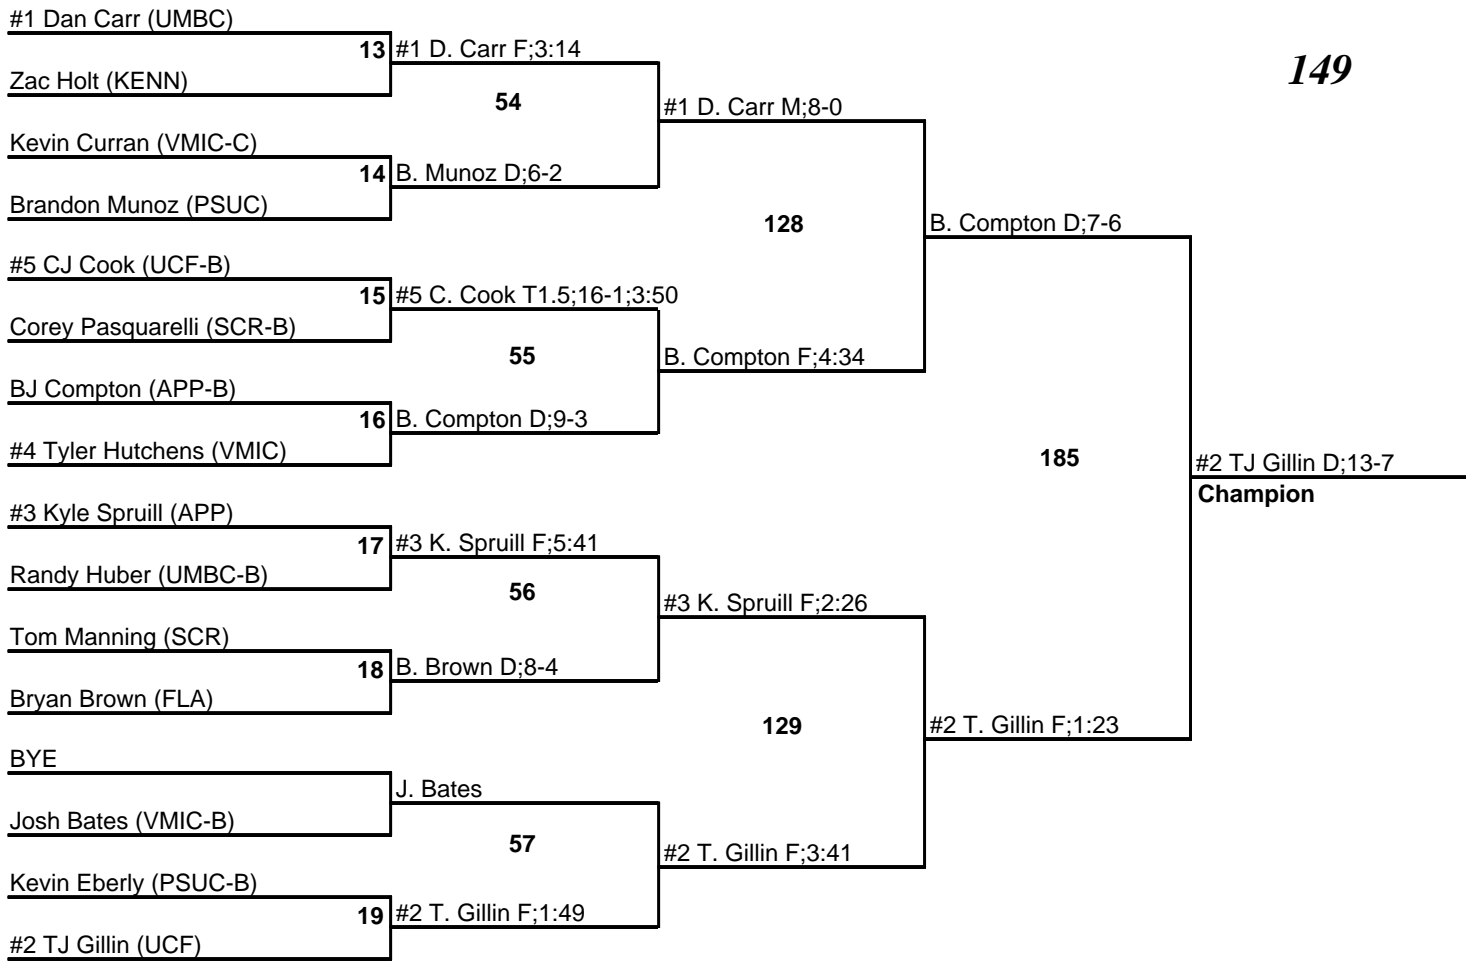 #1 Dan Carr (UMBC)
13 #1 D. Carr F;3:14
149
Zac Holt (KENN)
54
#1 D. Carr M;8-0
Kevin Curran (VMIC-C)
14 B. Munoz D;6-2
Brandon Munoz (PSUC)
128
B. Compton D;7-6
#5 CJ Cook (UCF-B)
15 #5 C. Cook T1.5;16-1;3:50
Corey Pasquarelli (SCR-B)
55
B. Compton F;4:34
BJ Compton (APP-B)
16 B. Compton D;9-3
#4 Tyler Hutchens (VMIC)
185
#2 TJ Gillin D;13-7
Champion
#3 Kyle Spruill (APP)
17 #3 K. Spruill F;5:41
Randy Huber (UMBC-B)
56
#3 K. Spruill F;2:26
Tom Manning (SCR)
18 B. Brown D;8-4
Bryan Brown (FLA)
129
#2 T. Gillin F;1:23
BYE
J. Bates
Josh Bates (VMIC-B)
57
#2 T. Gillin F;3:41
Kevin Eberly (PSUC-B)
19 #2 T. Gillin F;1:49
#2 TJ Gillin (UCF)